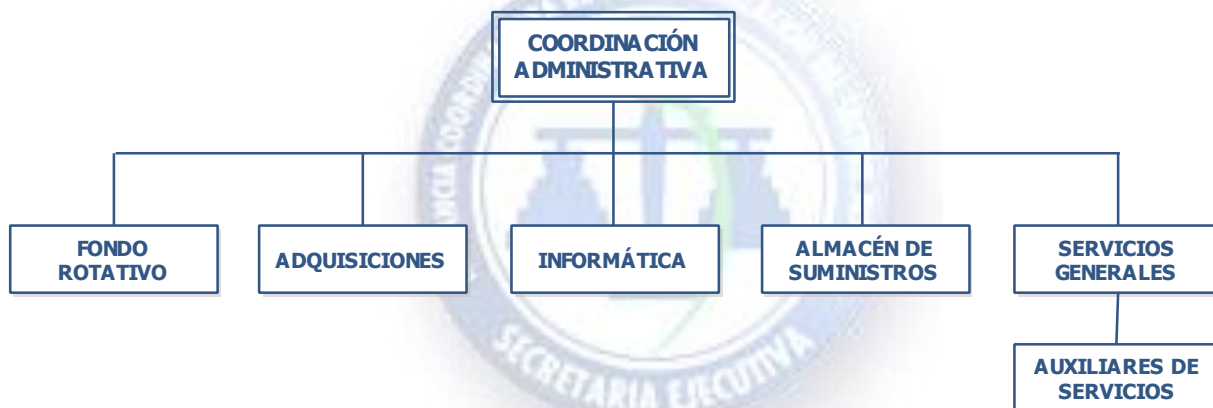 COORDINACIÓN
ADMINISTRATIVA
FONDO
ROTATIVO
ADQUISICIONES
INFORMÁTICA
ALMACÉN DE
SUMINISTROS
SERVICIOS
GENERALES
AUXILIARES DE
SERVICIOS
SECRETARIA EJECUTIVA